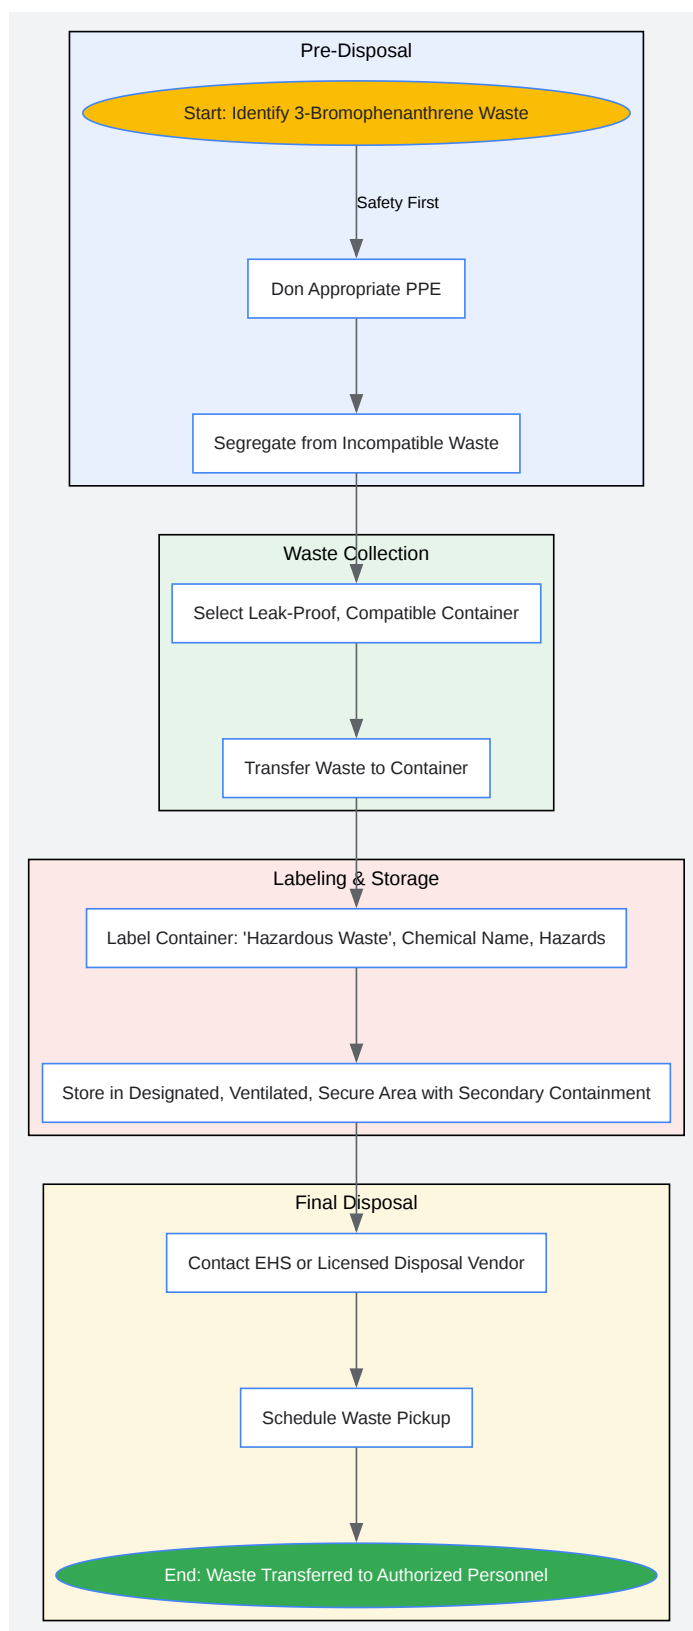 Pre-Disposal
Start: Identify 3-Bromophenanthrene Waste
Safety First
Don Appropriate PPE
Segregate from Incompatible Waste
Waste Collection
Select Leak-Proof, Compatible Container
Transfer Waste to Container
Labeling & Storage
Label Container: 'Hazardous Waste', Chemical Name, Hazards
Store in Designated, Ventilated, Secure Area with Secondary Containment
Final Disposal
Contact EHS or Licensed Disposal Vendor
Schedule Waste Pickup
End: Waste Transferred to Authorized Personnel